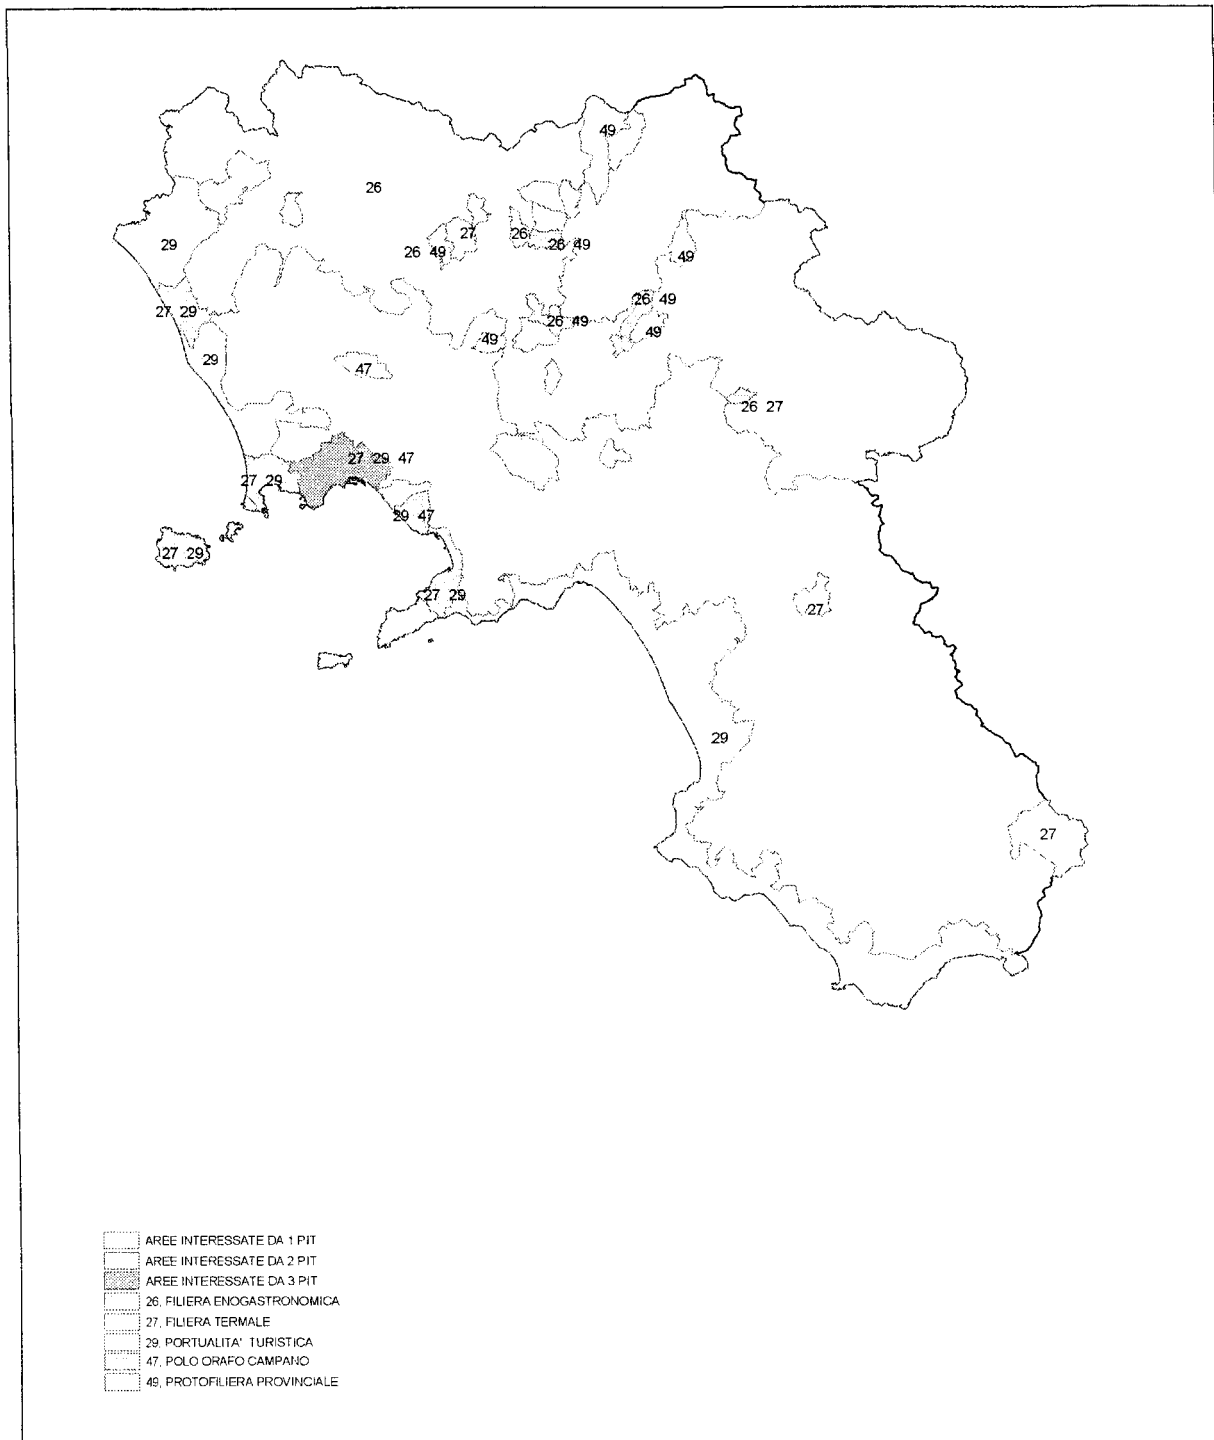 49
26
27
26
29
26 49
26 49
49
26 49
27 29
26 49
49
49
29
47
26 27
27 29 47
27 29
29 47
27 29
27 29
27
29
27
AREE INTERESSATE DA 1 PIT
AREE INTERESSATE DA 2 PIT
AREE INTERESSATE DA 3 PIT
26, FILIERA ENOGASTRONOMICA
27, FILIERA TERMALE
29, PORTUALITA' TURISTICA
47, POLO ORAFO CAMPANO
49, PROTOFILIERA PROVINCIALE